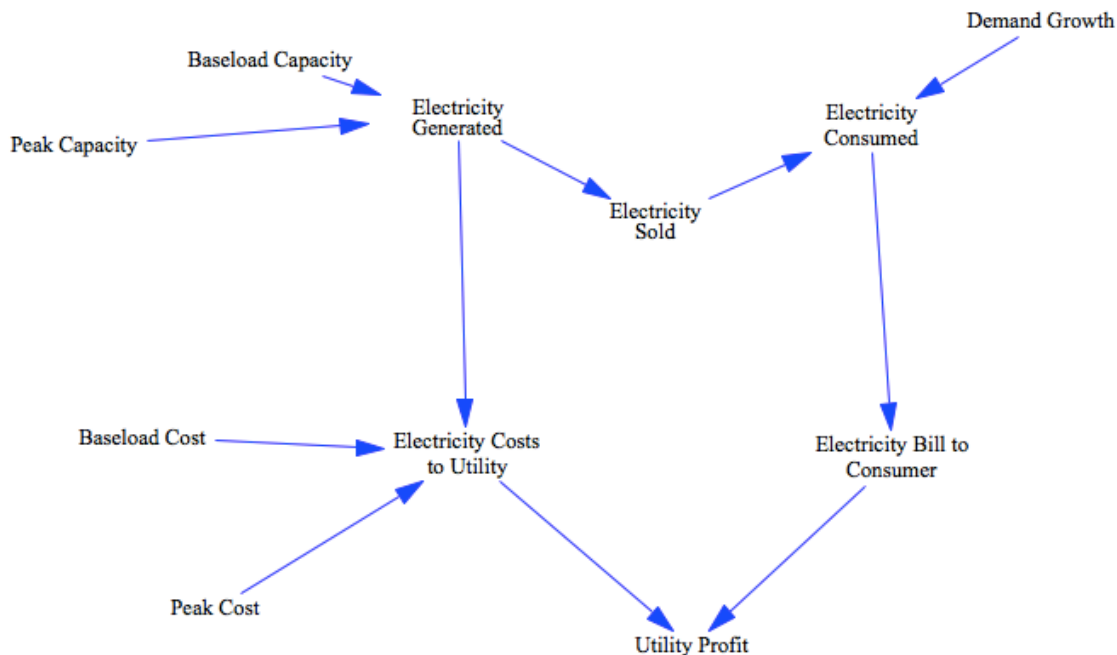 Demand Growth
Baseload Capacity
Electricity
Generated
Electricity
Consumed
Peak Capacity
Electricity
Sold
Baseload Cost
Electricity Costs
to Utility
Electricity Bill to
Consumer
Peak Cost
Utility Profit